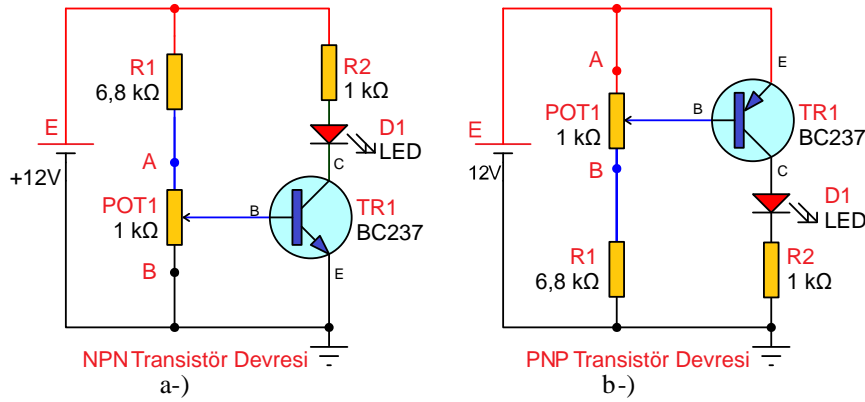 R1
6,8 kΩ
R2
1 kΩ
E
A
D1
LED
+12V
POT1
1 kΩ
B
C
TR1
BC237
B
E
NPN Transistör Devresi
a-)
A
E
POT1
1 kΩ
B
TR1
BC237
E
12V
B
C
D1
LED
R1
6,8 kΩ
R2
1 kΩ
PNP Transistör Devresi
b-)